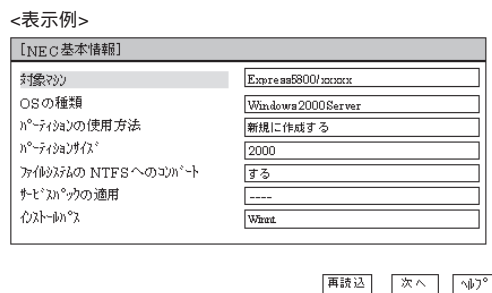 <表示例>
[NEC基本情報]
対象ﾏｼﾝ Express5800/xxxxx
OSの種類 Windows2000Server
ﾊﾟｰﾃｨｼｮﾝの使用方法 新規に作成する
ﾊﾟｰﾃｨｼｮﾝｻｲｽﾞ 2000
ﾌｧｲﾙｼｽﾃﾑの NTFSへのｺﾝﾊﾞｰﾄ する
ｻｰﾋﾞｽﾊﾟｯｸの適用 ----
ｲﾝｽﾄｰﾙﾊﾟｽ Winnt
再読込 次へ ﾍﾙﾌﾟ